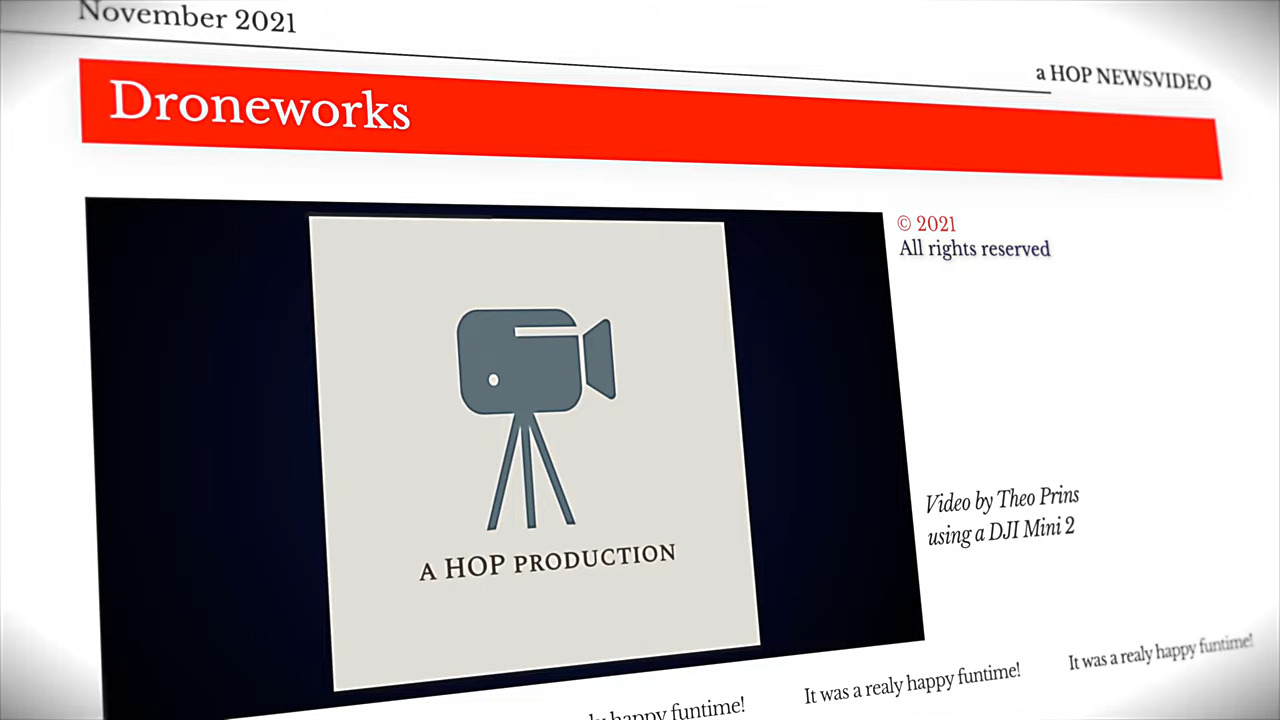 November 2021
a HOP NEWSVIDEO
Droneworks
© 2021
All rights reserved
A HOP PRODUCTION
Video by Theo Prins
using a DJI Mini 2
happy funtime!
It was a realy happy funtime!
It was a realy happy funtime!